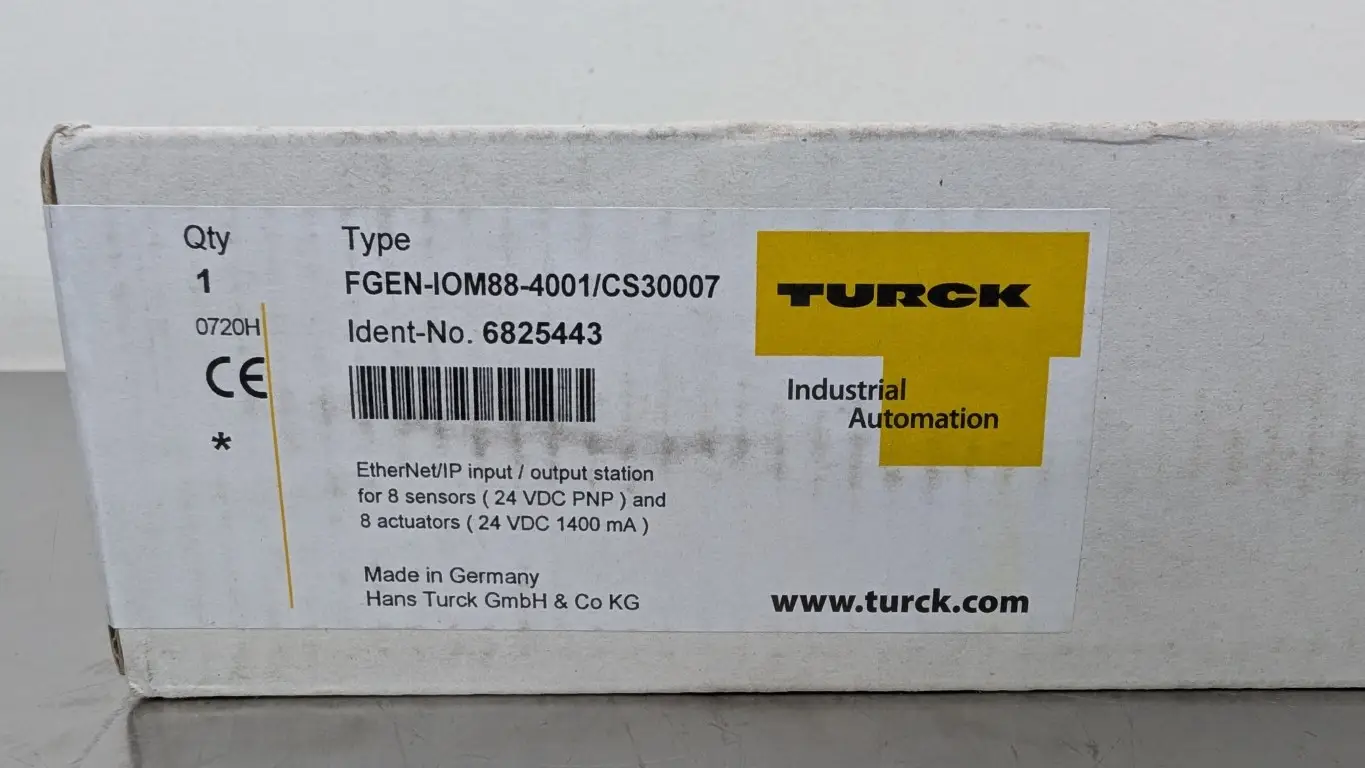 Qty
1
0720H
CE
*
Type
FGEN-IOM88-4001/CS30007
Ident-No. 6825443
EtherNet/IP input / output station
for 8 sensors ( 24 VDC PNP ) and
8 actuators ( 24 VDC 1400 mA )
Made in Germany
Hans Turck GmbH & Co KG
TURCK
Industrial
Automation
www.turck.com